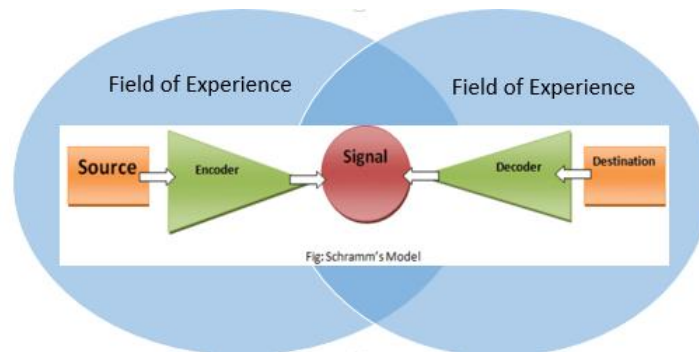 Field of Experience
Field of Experience
Source
Encoder
Signal
Decoder
Destination
Fig: Schramm's Model